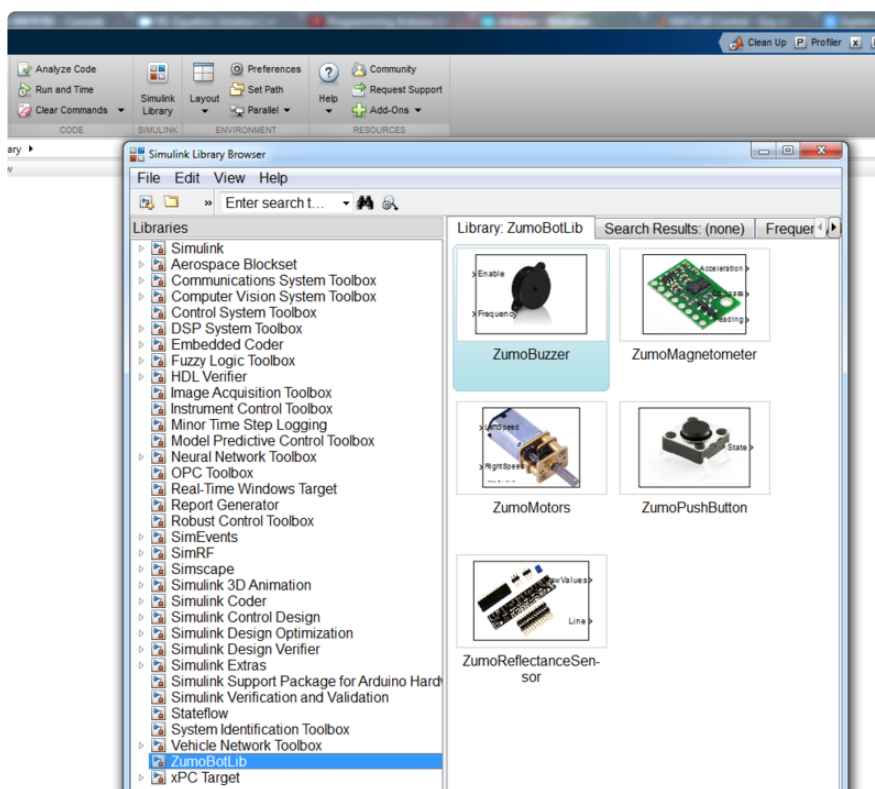 Clean Up P Profiler
Analyze Code
Run and Time
Clear Commands
CODE
Simulink
Library
SIMULINK
Layout
Preferences
Set Path
Parallel
ENVIRONMENT
Help
Community
Request Support
Add-Ons
RESOURCES
ary
Simulink Library Browser
File Edit View Help
» Enter search t...
Libraries
Simulink
Aerospace Blockset
Communications System Toolbox
Computer Vision System Toolbox
Control System Toolbox
DSP System Toolbox
Embedded Coder
Fuzzy Logic Toolbox
HDL Verifier
Image Acquisition Toolbox
Instrument Control Toolbox
Minor Time Step Logging
Model Predictive Control Toolbox
Neural Network Toolbox
OPC Toolbox
Real-Time Windows Target
Report Generator
Robust Control Toolbox
SimEvents
SimRF
Simscape
Simulink 3D Animation
Simulink Coder
Simulink Control Design
Simulink Design Optimization
Simulink Design Verifier
Simulink Extras
Simulink Support Package for Arduino Hardw
Simulink Verification and Validation
Stateflow
System Identification Toolbox
Vehicle Network Toolbox
ZumoBotLib
xPC Target
Library: ZumoBotLib Search Results: (none) Frequen
Enable
Frequency
ZumoBuzzer
Acceleration
eading
ZumoMagnetometer
LeftSpeed
RightSpeed
ZumoMotors
State
ZumoPushButton
awValues
Line
ZumoReflectanceSen-
sor